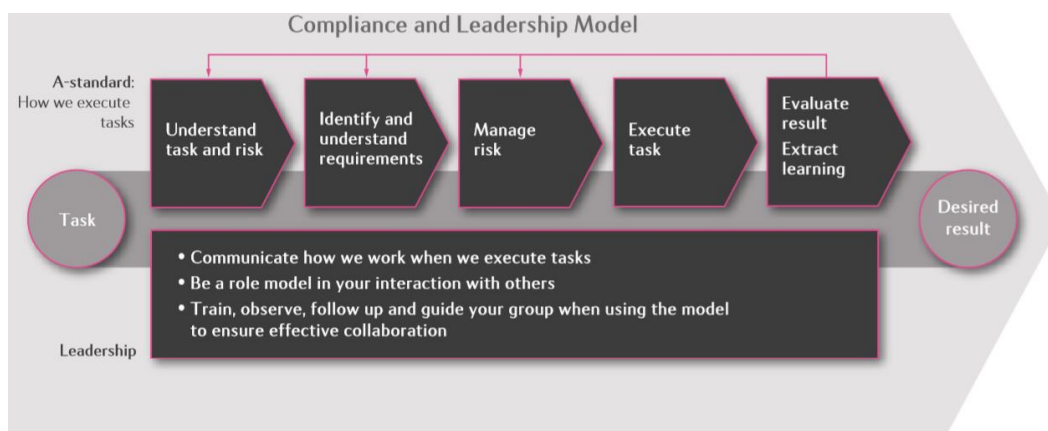 Compliance and Leadership Model
A-standard:
How we execute
tasks
Understand
task and risk
Identify and
understand
requirements
Manage
risk
Execute
task
Evaluate
result
Extract
learning
Task
Desired
result
• Communicate how we work when we execute tasks
• Be a role model in your interaction with others
• Train, observe, follow up and guide your group when using the model
to ensure effective collaboration
Leadership